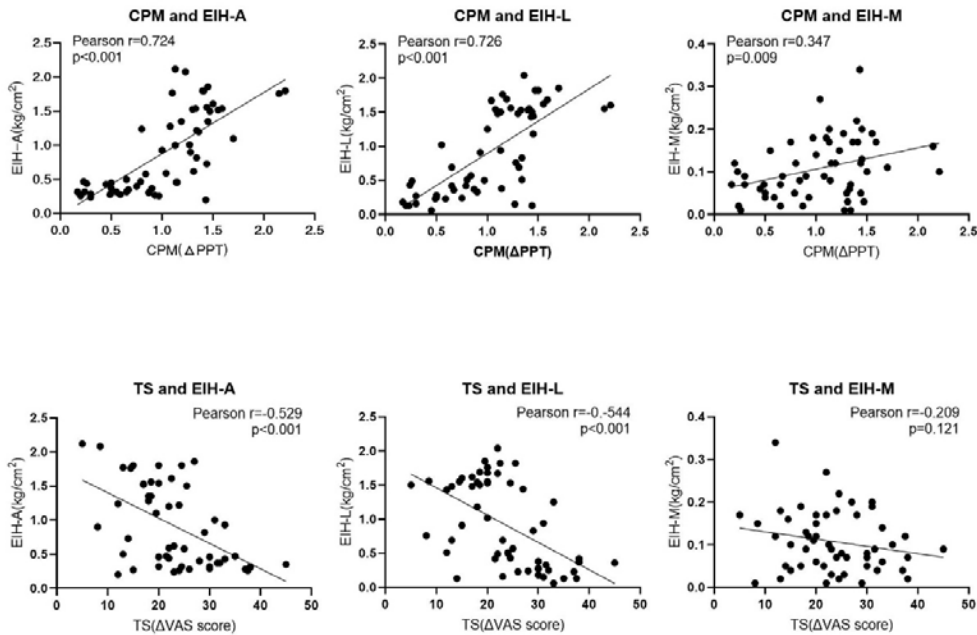 CPM and EIH-A
Pearson r=0.724
p<0.001
EIH-A(kg/cm²)
2.5
2.0
1.5
1.0
0.5
0.0
0.0 0.5 1.0 1.5 2.0 2.5
CPM(ΔPPT)
CPM and EIH-L
Pearson r=0.726
p<0.001
EIH-L(kg/cm²)
2.5
2.0
1.5
1.0
0.5
0.0
0.0 0.5 1.0 1.5 2.0 2.5
CPM(ΔPPT)
CPM and EIH-M
Pearson r=0.347
p=0.009
EIH-M(kg/cm²)
0.4
0.3
0.2
0.1
0.0
0.0 0.5 1.0 1.5 2.0 2.5
CPM(ΔPPT)
TS and EIH-A
Pearson r=-0.529
p<0.001
EIH-A(kg/cm²)
2.5
2.0
1.5
1.0
0.5
0.0
0 10 20 30 40 50
TS(ΔVAS score)
TS and EIH-L
Pearson r=-0.-544
p<0.001
EIH-L(kg/cm²)
2.5
2.0
1.5
1.0
0.5
0.0
0 10 20 30 40 50
TS(ΔVAS score)
TS and EIH-M
Pearson r=-0.209
p=0.121
EIH-M(kg/cm²)
0.4
0.3
0.2
0.1
0.0
0 10 20 30 40 50
TS(ΔVAS score)